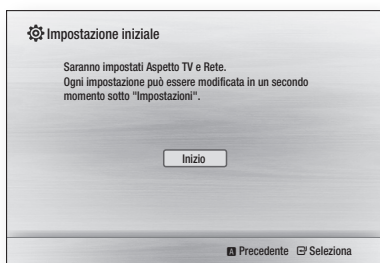 Impostazione iniziale
Saranno impostati Aspetto TV e Rete.
Ogni impostazione può essere modificata in un secondo
momento sotto "Impostazioni".
Inizio
A Precedente Seleziona